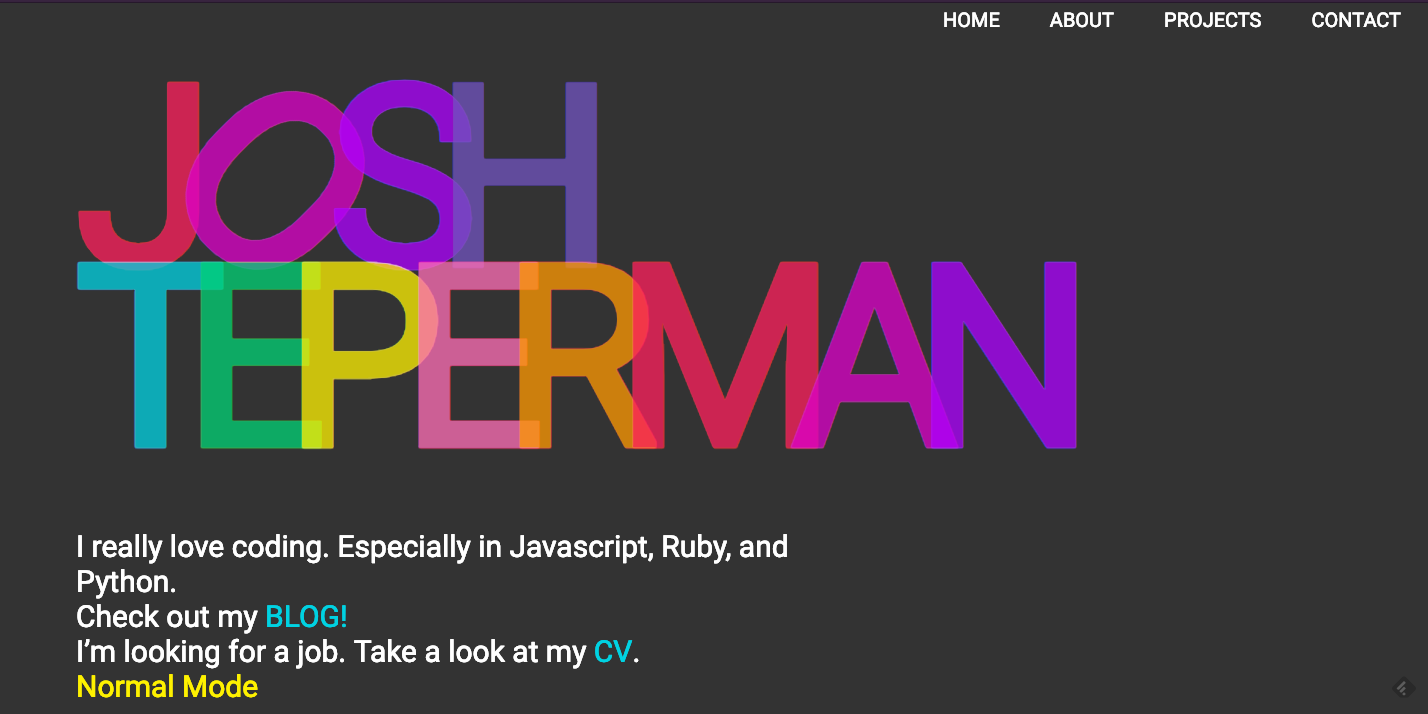 HOME ABOUT PROJECTS CONTACT
JOSH
TEPERMAN
I really love coding. Especially in Javascript, Ruby, and
Python.
Check out my BLOG!
I’m looking for a job. Take a look at my CV.
Normal Mode